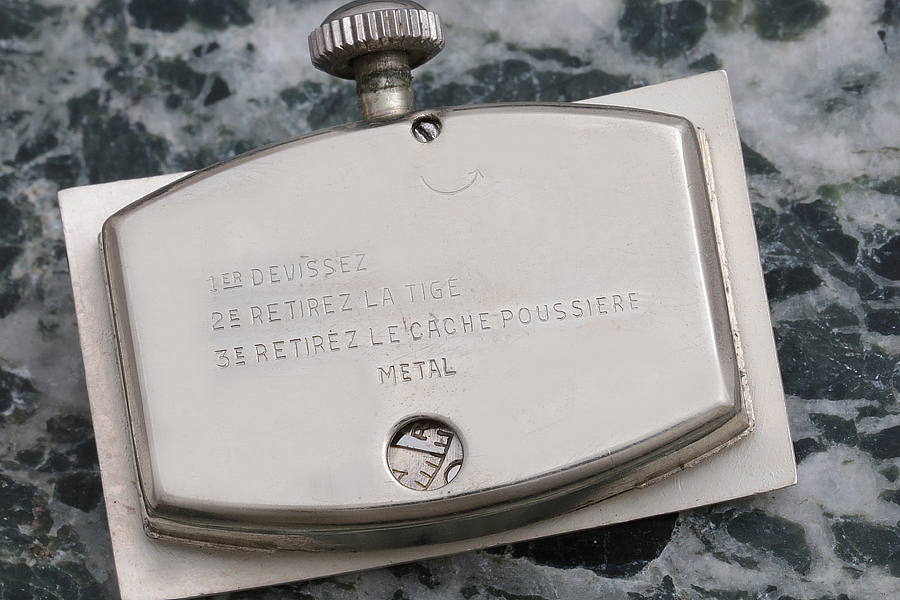 1ER DEVISSEZ
2E RETIREZ LA TIGE
3E RETIREZ LE CACHE POUSSIERE
METAL